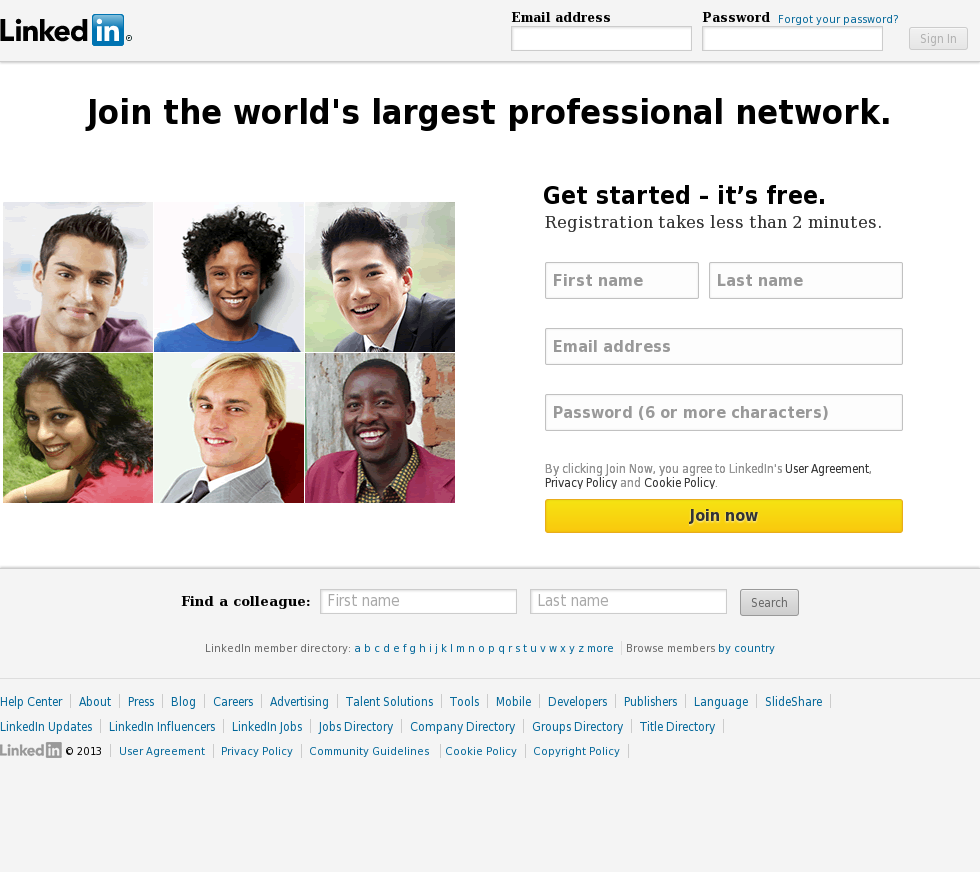 Linked in ®
Email address
Password Forgot your password?
Sign In
Join the world's largest professional network.
Get started - it’s free.
Registration takes less than 2 minutes.
First name Last name
Email address
Password (6 or more characters)
By clicking Join Now, you agree to LinkedIn's User Agreement,
Privacy Policy and Cookie Policy.
Join now
Find a colleague: First name Last name Search
LinkedIn member directory: a b c d e f g h i j k l m n o p q r s t u v w x y z more Browse members by country
Help Center About Press Blog Careers Advertising Talent Solutions Tools Mobile Developers Publishers Language SlideShare
LinkedIn Updates LinkedIn Influencers LinkedIn Jobs Jobs Directory Company Directory Groups Directory Title Directory
Linked in © 2013 User Agreement Privacy Policy Community Guidelines Cookie Policy Copyright Policy